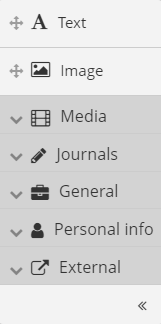 Text
Image
Media
Journals
General
Personal info
External